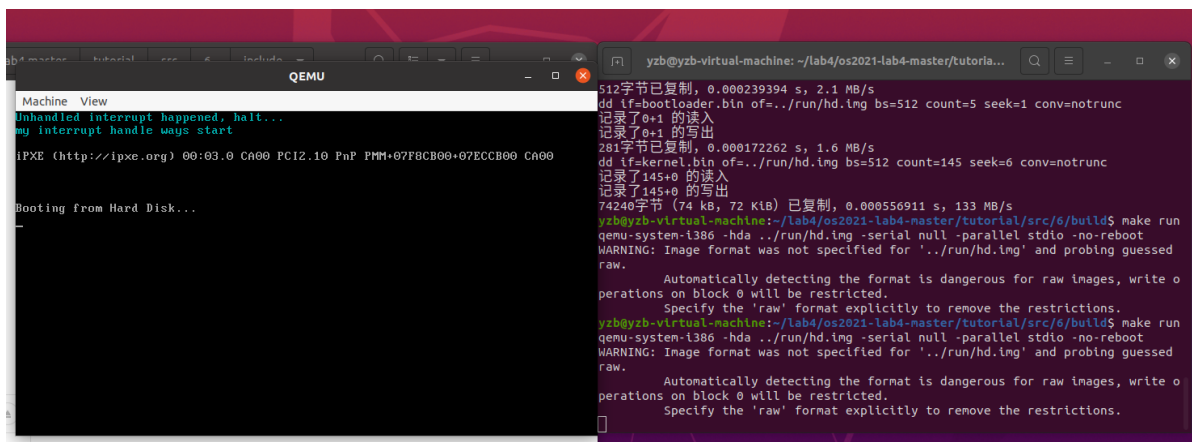 QEMU
Machine View
Unhandled interrupt happened, halt...
my interrupt handle ways start
iPXE (http://ipxe.org) 00:03.0 CA00 PCI2.10 PnP PMM+07F8CB00+07ECCB00 CA00
Booting from Hard Disk...
yzb@yzb-virtual-machine: ~/lab4/os2021-lab4-master/tutoria...
512字节已复制，0.000239394 s，2.1 MB/s
dd if=bootloader.bin of=../run/hd.img bs=512 count=5 seek=1 conv=notrunc
记录了0+1 的读入
记录了0+1 的写出
281字节已复制，0.000172262 s，1.6 MB/s
dd if=kernel.bin of=../run/hd.img bs=512 count=145 seek=6 conv=notrunc
记录了145+0 的读入
记录了145+0 的写出
74240字节（74 kB, 72 KiB）已复制，0.000556911 s，133 MB/s
yzb@yzb-virtual-machine:~/lab4/os2021-lab4-master/tutorial/src/6/build$ make run
qemu-system-i386 -hda ../run/hd.img -serial null -parallel stdio -no-reboot
WARNING: Image format was not specified for '../run/hd.img' and probing guessed
raw.
Automatically detecting the format is dangerous for raw images, write o
perations on block 0 will be restricted.
Specify the 'raw' format explicitly to remove the restrictions.
yzb@yzb-virtual-machine:~/lab4/os2021-lab4-master/tutorial/src/6/build$ make run
qemu-system-i386 -hda ../run/hd.img -serial null -parallel stdio -no-reboot
WARNING: Image format was not specified for '../run/hd.img' and probing guessed
raw.
Automatically detecting the format is dangerous for raw images, write o
perations on block 0 will be restricted.
Specify the 'raw' format explicitly to remove the restrictions.